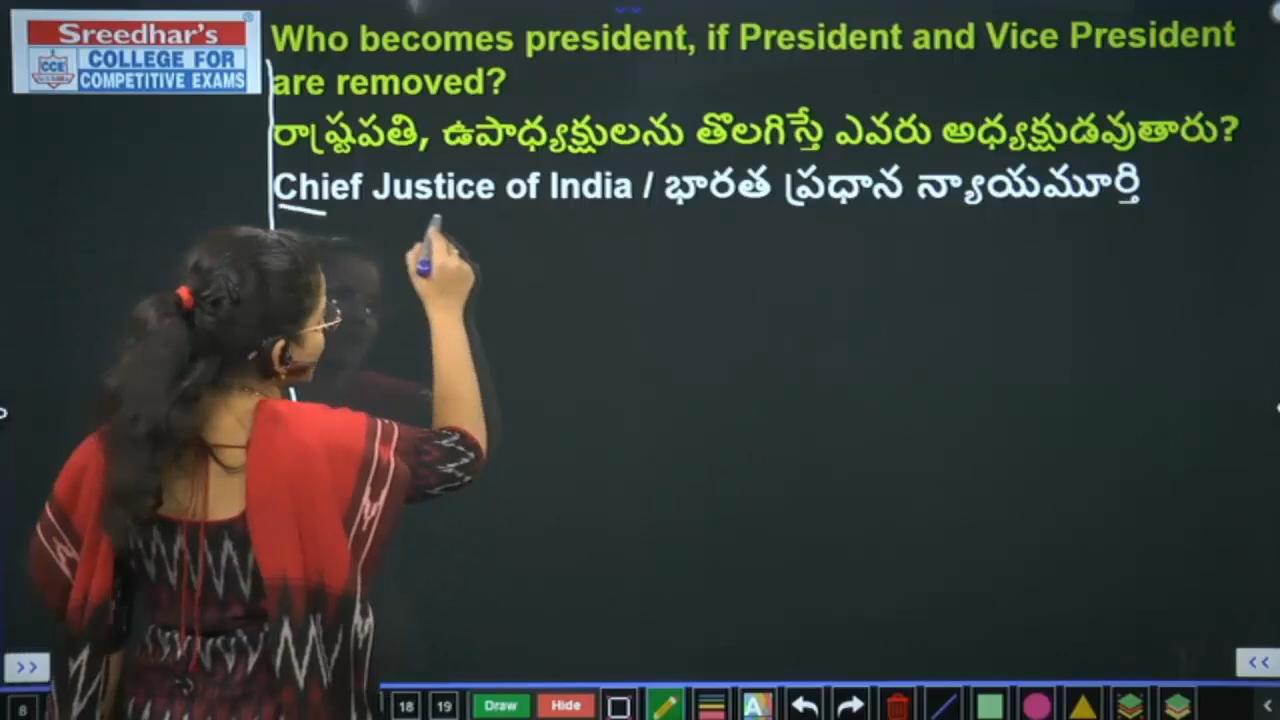 Sreedhar's
CCE
COLLEGE FOR
COMPETITIVE EXAMS
Who becomes president, if President and Vice President
are removed?
రాష్ట్రపతి, ఉపాధ్యక్షులను తొలగిస్తే ఎవరు అధ్యక్షుడవుతారు?
Chief Justice of India / భారత ప్రధాన న్యాయమూర్తి
>>
<<
8
18
19
Draw
Hide